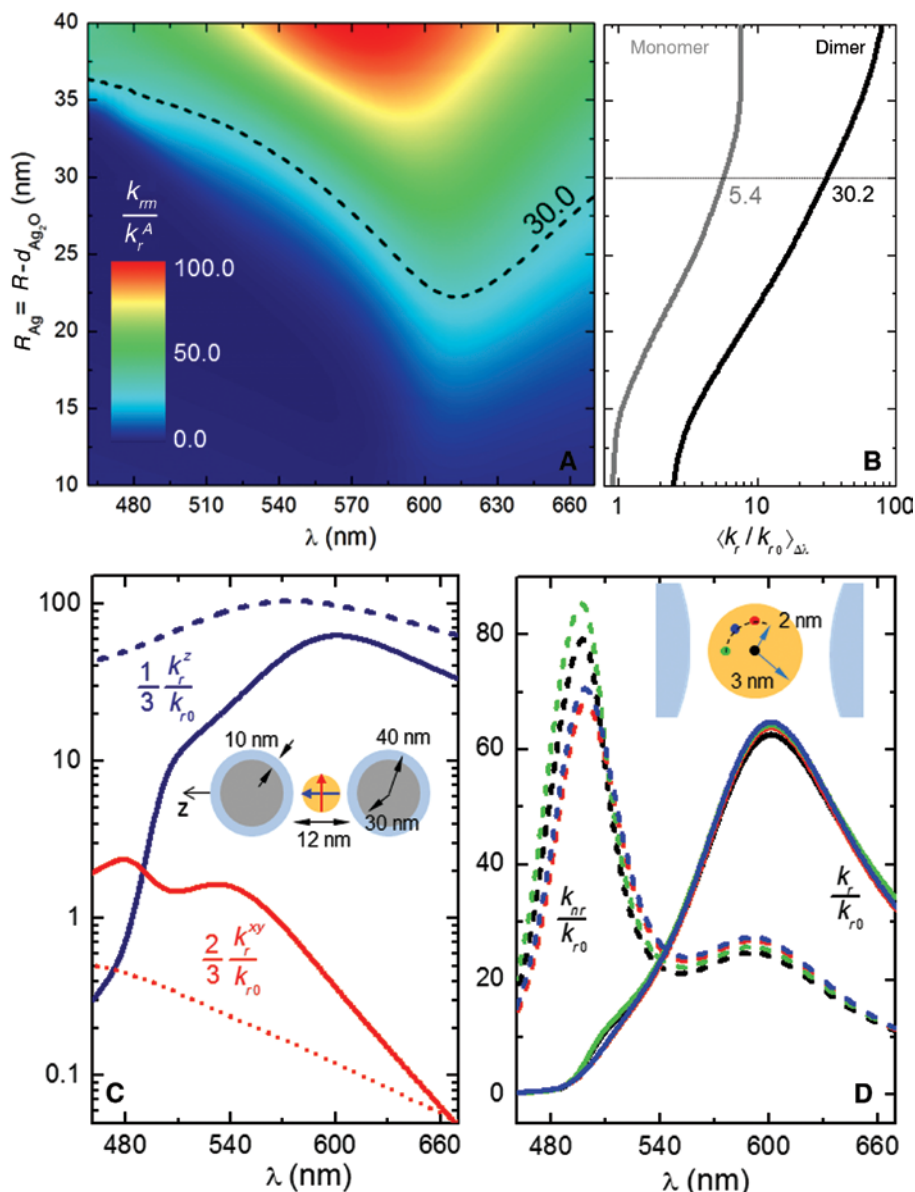 40
35
30
25
20
15
10
R_Ag = R-d_Ag₂O (nm)
k_rm
k_r^A
100.0
50.0
0.0
30.0
A
480 510 540 570 600 630 660
λ (nm)
Monomer Dimer
5.4 30.2
B
1 10 100
⟨k_r / k_r0⟩_Δλ
100
10
1
0.1
1 k_r^z
3 k_r0
10 nm 40 nm
z
12 nm
30 nm
2 k_r^xy
3 k_r0
C
480 540 600 660
λ (nm)
80
60
40
20
0
2 nm
3 nm
k_nr
k_r0
k_r
k_r0
D
480 540 600 660
λ (nm)